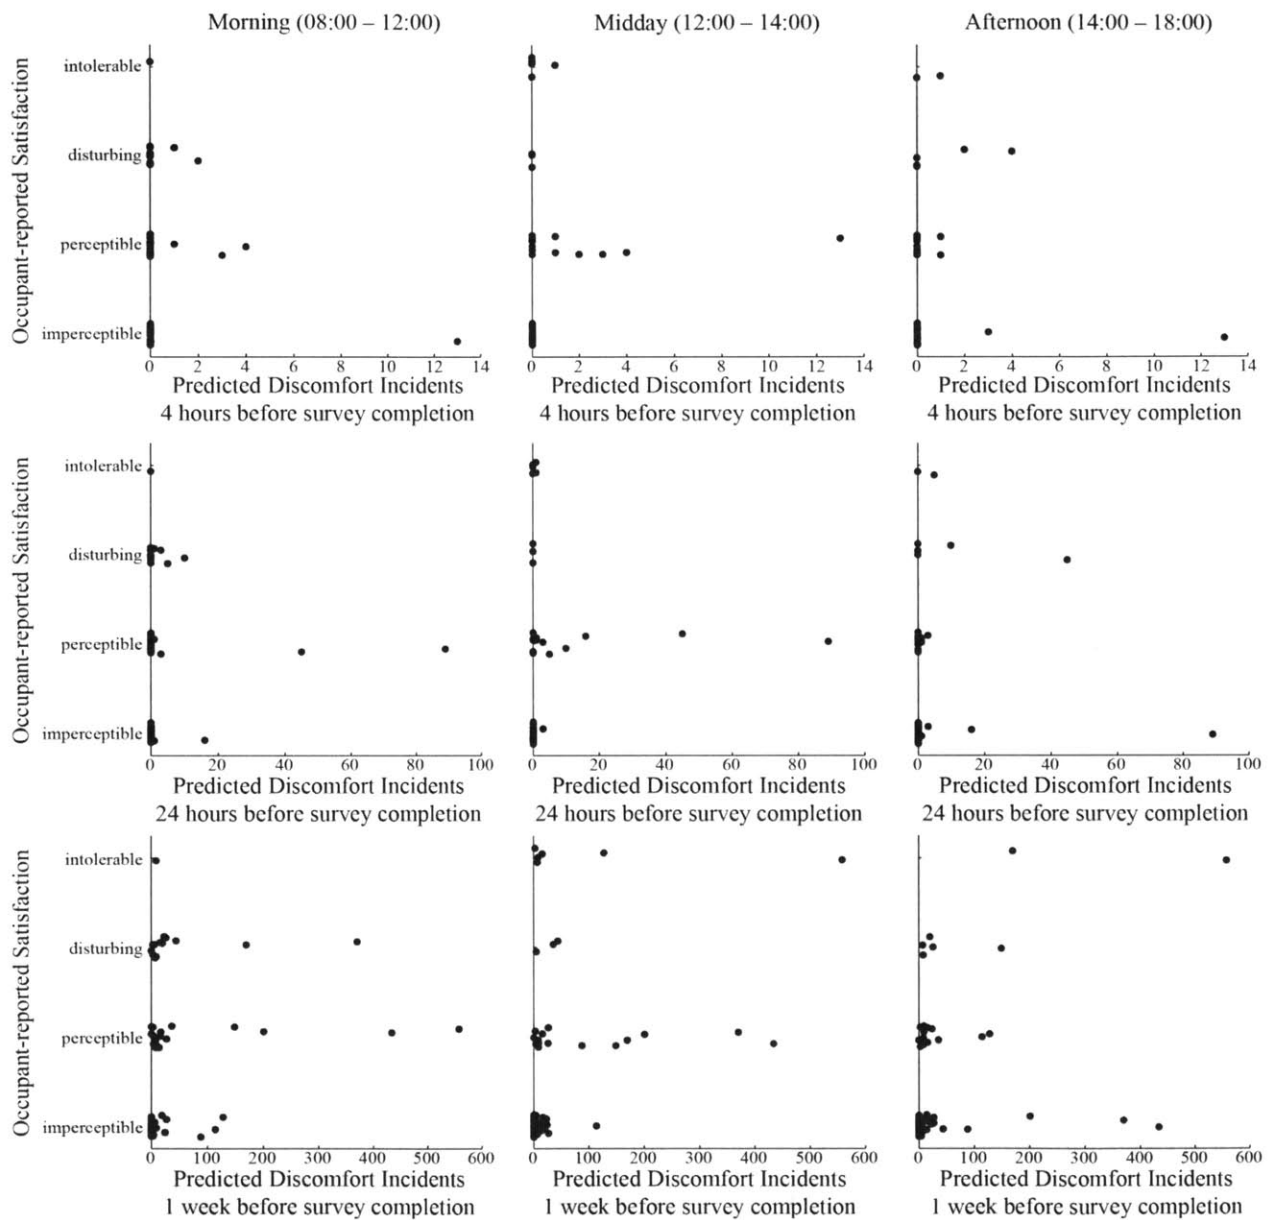 Morning (08:00 – 12:00) Midday (12:00 – 14:00) Afternoon (14:00 – 18:00)
Occupant-reported Satisfaction
intolerable
disturbing
perceptible
imperceptible
0 2 4 6 8 10 12 14 0 2 4 6 8 10 12 14 0 2 4 6 8 10 12 14
Predicted Discomfort Incidents Predicted Discomfort Incidents Predicted Discomfort Incidents
4 hours before survey completion 4 hours before survey completion 4 hours before survey completion
Occupant-reported Satisfaction
intolerable
disturbing
perceptible
imperceptible
0 20 40 60 80 100 0 20 40 60 80 100 0 20 40 60 80 100
Predicted Discomfort Incidents Predicted Discomfort Incidents Predicted Discomfort Incidents
24 hours before survey completion 24 hours before survey completion 24 hours before survey completion
Occupant-reported Satisfaction
intolerable
disturbing
perceptible
imperceptible
0 100 200 300 400 500 600 0 100 200 300 400 500 600 0 100 200 300 400 500 600
Predicted Discomfort Incidents Predicted Discomfort Incidents Predicted Discomfort Incidents
1 week before survey completion 1 week before survey completion 1 week before survey completion